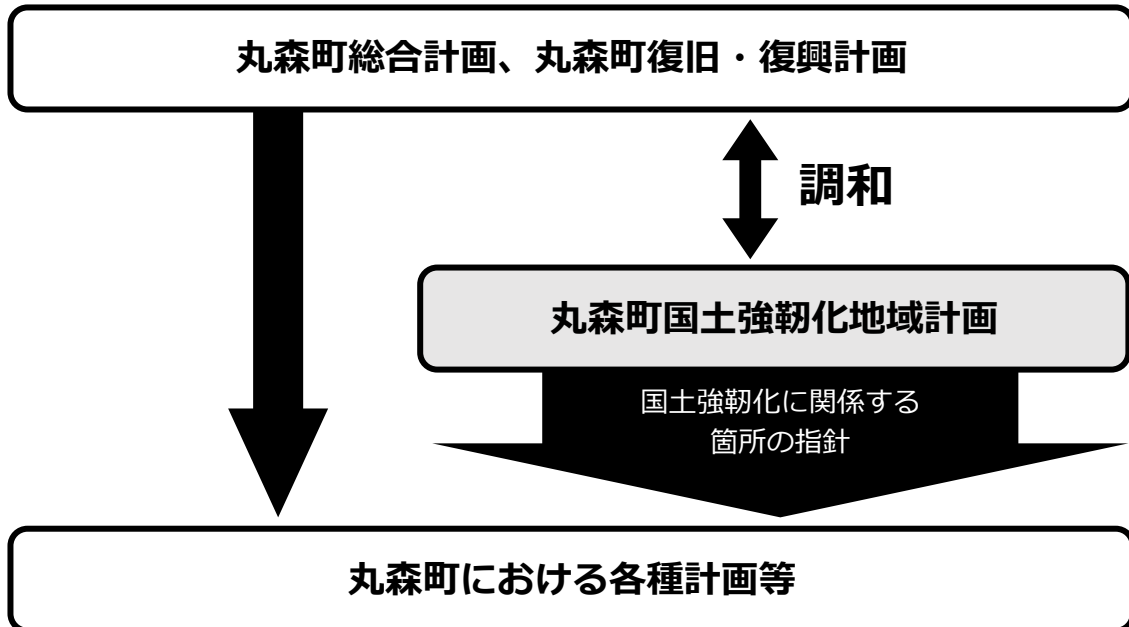 丸森町総合計画、丸森町復旧・復興計画
調和
丸森町国土強靭化地域計画
国土強靭化に関係する
箇所の指針
丸森町における各種計画等